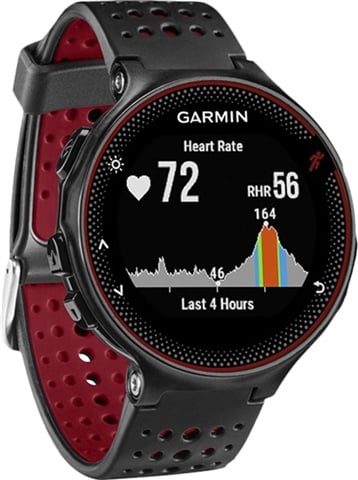 GARMIN
Heart Rate
72
RHR 56
164
46
Last 4 Hours